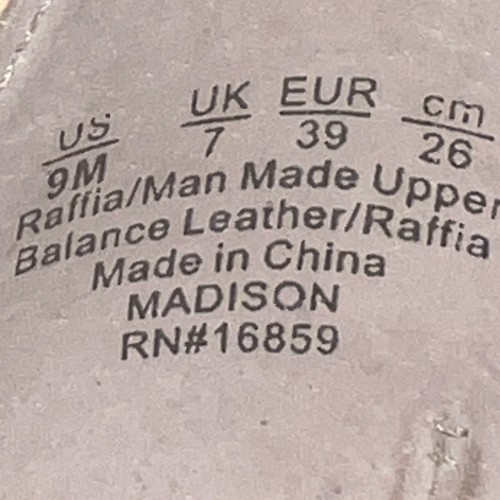 US UK EUR cm
9M 7 39 26
Raffia/Man Made Upper
Balance Leather/Raffia
Made in China
MADISON
RN#16859